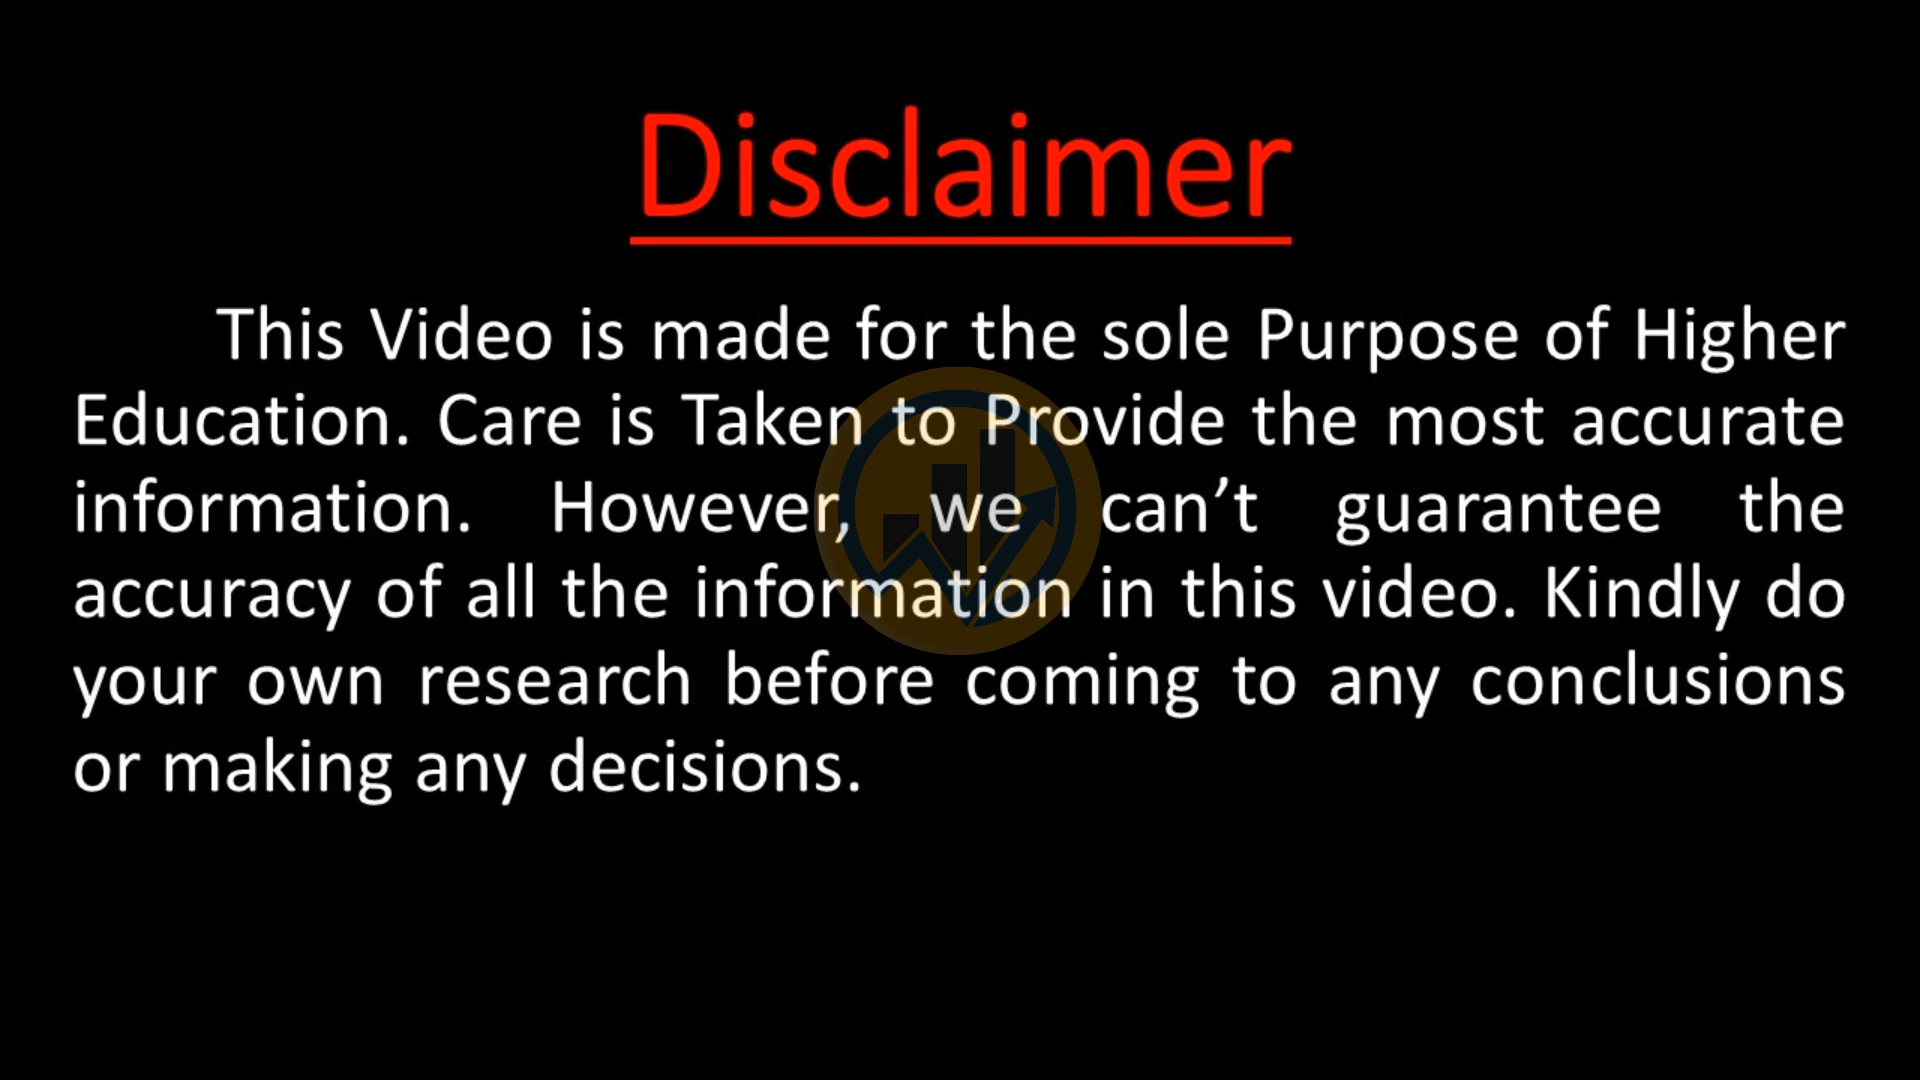 Disclaimer
This Video is made for the sole Purpose of Higher
Education. Care is Taken to Provide the most accurate
information. However, we can’t guarantee the
accuracy of all the information in this video. Kindly do
your own research before coming to any conclusions
or making any decisions.